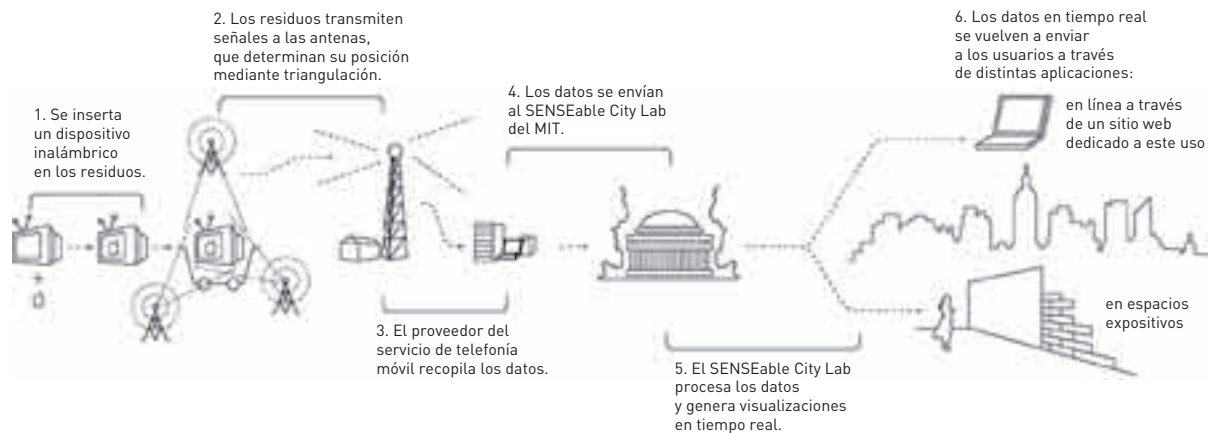 1. Se inserta
un dispositivo
inalámbrico
en los residuos.
2. Los residuos transmiten
señales a las antenas,
que determinan su posición
mediante triangulación.
3. El proveedor del
servicio de telefonía
móvil recopila los datos.
4. Los datos se envían
al SENSEable City Lab
del MIT.
5. El SENSEable City Lab
procesa los datos
y genera visualizaciones
en tiempo real.
6. Los datos en tiempo real
se vuelven a enviar
a los usuarios a través
de distintas aplicaciones:
en línea a través
de un sitio web
dedicado a este uso
en espacios
expositivos